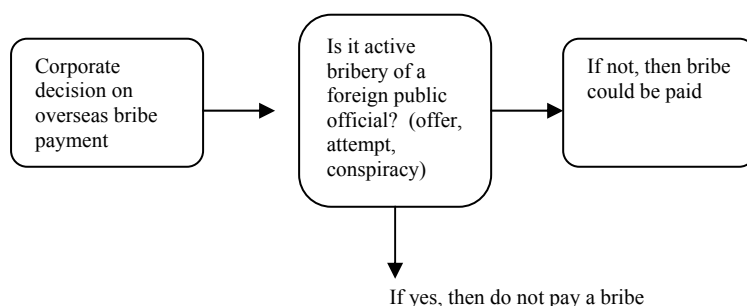 Corporate
decision on
overseas bribe
payment
Is it active
bribery of a
foreign public
official?  (offer,
attempt,
conspiracy)
If not, then bribe
could be paid
If yes, then do not pay a bribe